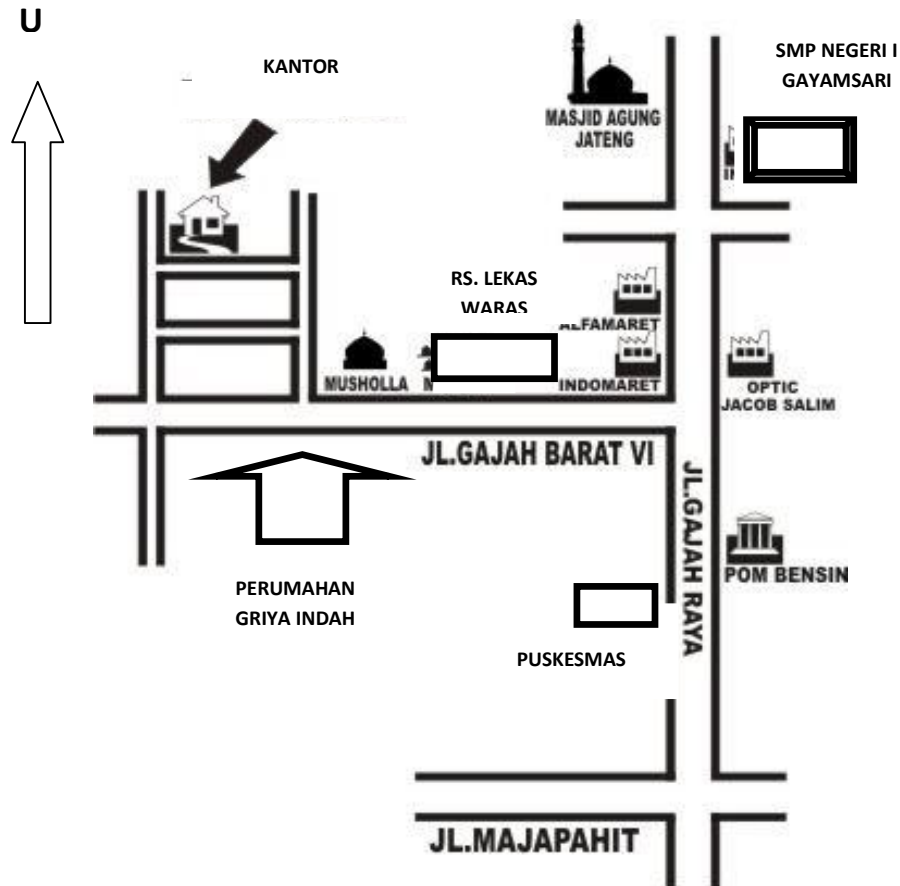 U
KANTOR
SMP NEGERI I
GAYAMSARI
MASJID AGUNG
JATENG
RS. LEKAS
WARAS
ALFAMARET
MUSHOLLA
INDOMARET
OPTIC
JACOB SALIM
JL.GAJAH BARAT VI
JL.GAJAH RAYA
POM BENSIN
PERUMAHAN
GRIYA INDAH
PUSKESMAS
JL.MAJAPAHIT